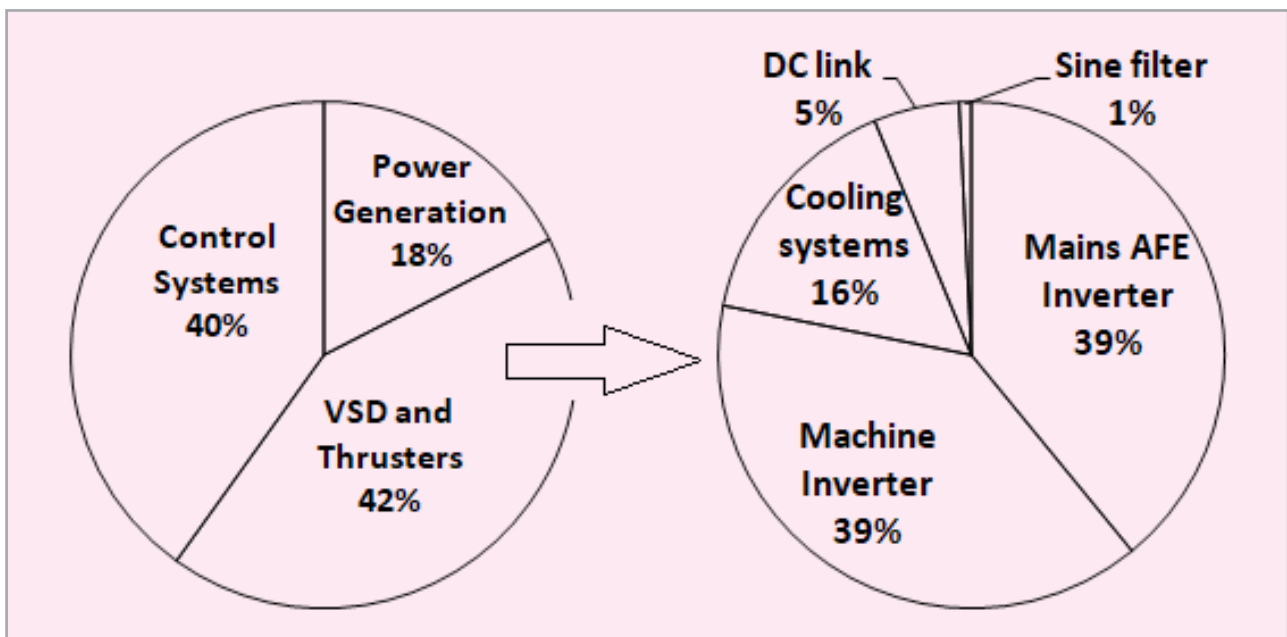 Power
Generation
18%
Control
Systems
40%
VSD and
Thrusters
42%
DC link
5%
Sine filter
1%
Cooling
systems
16%
Mains AFE
Inverter
39%
Machine
Inverter
39%